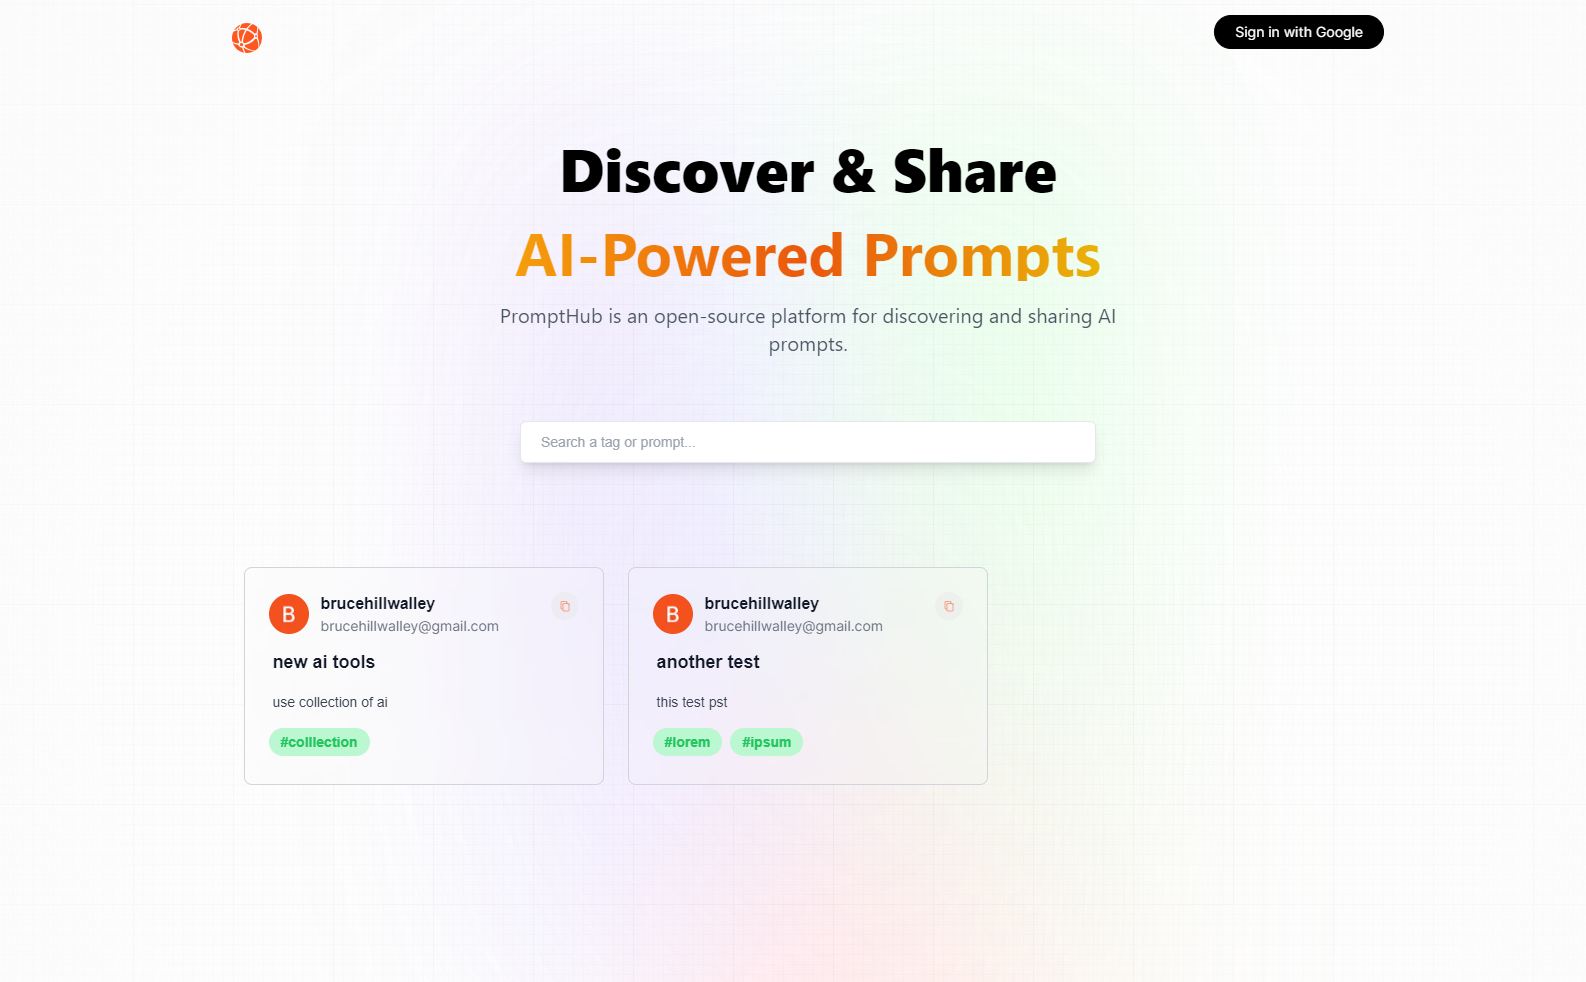 Sign in with Google
Discover & Share
AI-Powered Prompts
PromptHub is an open-source platform for discovering and sharing AI
prompts.
Search a tag or prompt...
B
brucehillwalley
brucehillwalley@gmail.com
new ai tools
use collection of ai
#colllection
B
brucehillwalley
brucehillwalley@gmail.com
another test
this test pst
#lorem #ipsum